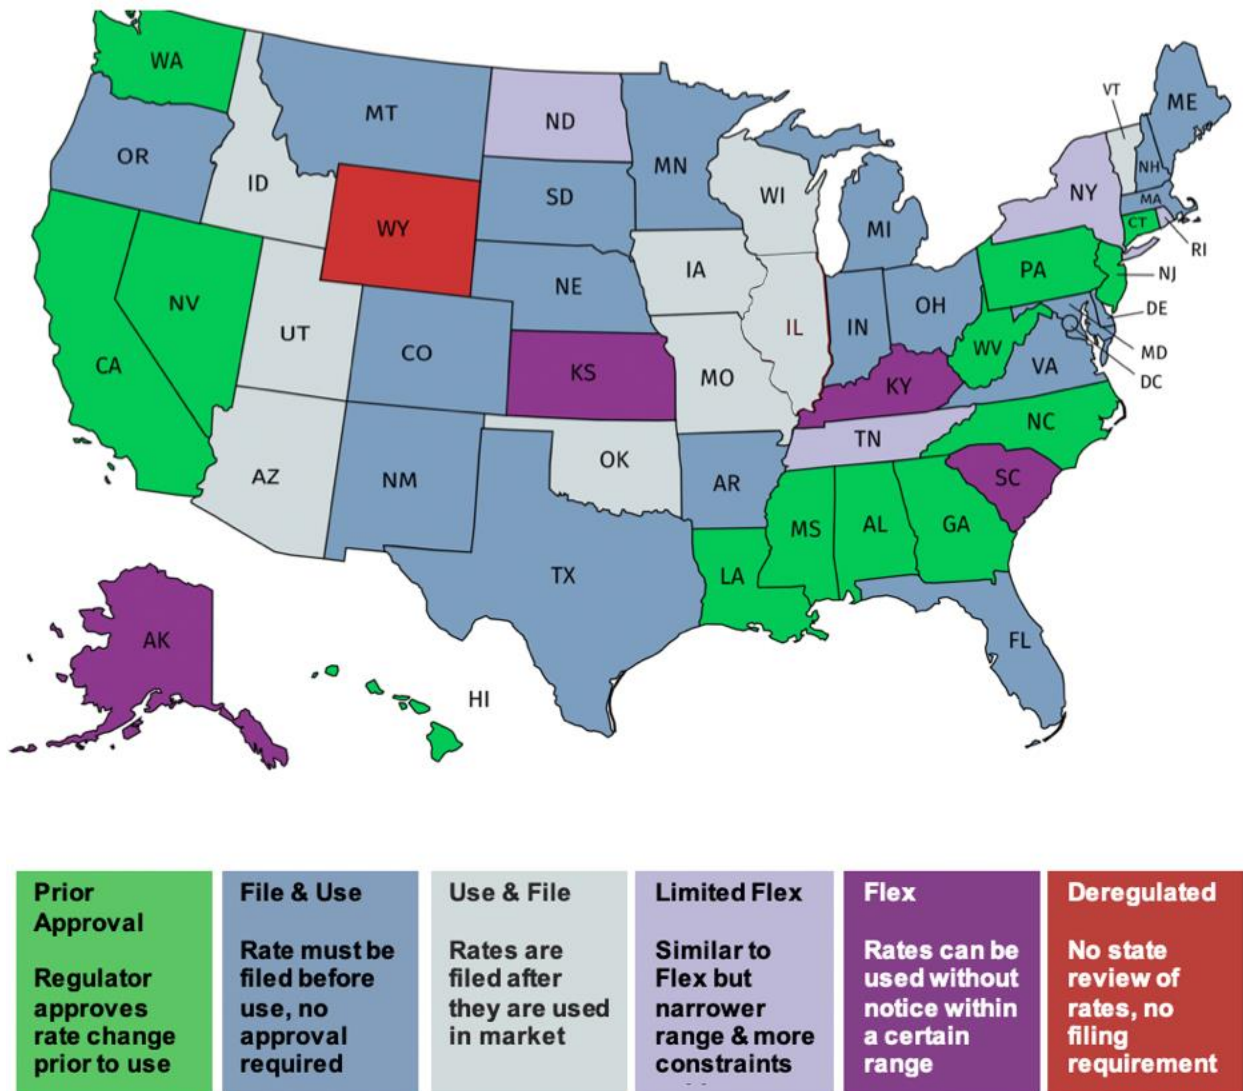 WA
MT
ND
MN
VT
ME
OR
ID
SD
WI
NH
NY
MA
WY
MI
CT
RI
NV
NE
IA
PA
NJ
UT
CO
IL
IN
OH
DE
CA
KS
MO
WV
VA
MD
KY
DC
AZ
NM
OK
TN
NC
AR
SC
TX
MS
AL
GA
LA
AK
HI
FL
Prior
Approval
Regulator
approves
rate change
prior to use
File & Use
Rate must be
filed before
use, no
approval
required
Use & File
Rates are
filed after
they are used
in market
Limited Flex
Similar to
Flex but
narrower
range & more
constraints
Flex
Rates can be
used without
notice within
a certain
range
Deregulated
No state
review of
rates, no
filing
requirement